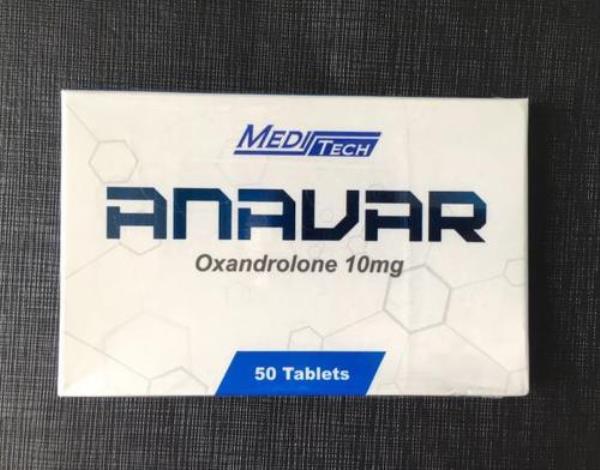 MEDITECH
ANAVAR
Oxandrolone 10mg
50 Tablets